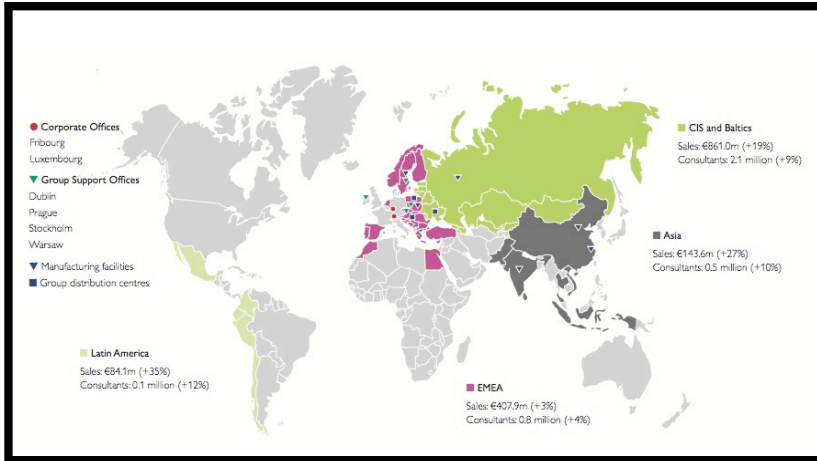 Corporate Offices
Fribourg
Luxembourg
Group Support Offices
Dublin
Prague
Stockholm
Warsaw
Manufacturing facilities
Group distribution centres
CIS and Baltics
Sales: €861.0m (+19%)
Consultants: 2.1 million (+9%)
Asia
Sales: €143.6m (+27%)
Consultants: 0.5 million (+10%)
Latin America
Sales: €84.1m (+35%)
Consultants: 0.1 million (+12%)
EMEA
Sales: €407.9m (+3%)
Consultants: 0.8 million (+4%)